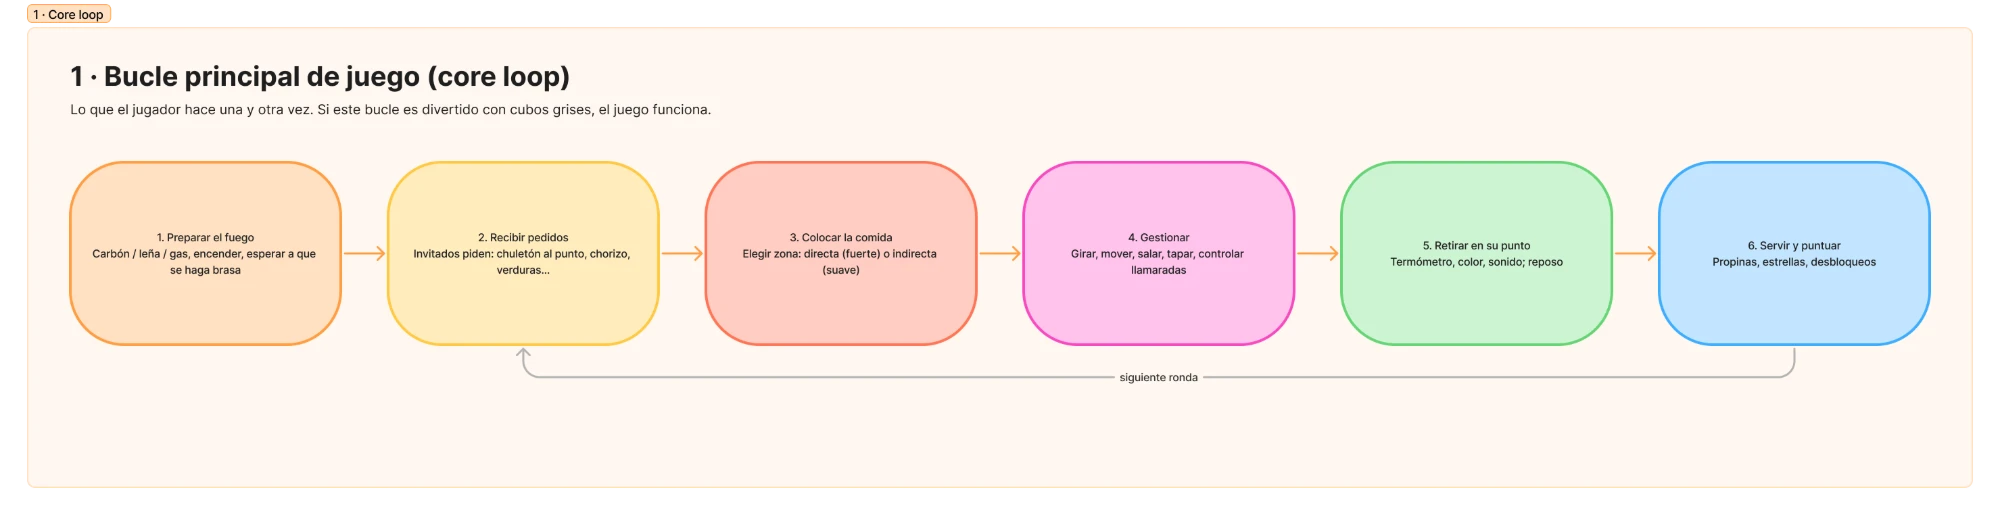 1 · Core loop
1 · Bucle principal de juego (core loop)
Lo que el jugador hace una y otra vez. Si este bucle es divertido con cubos grises, el juego funciona.
1. Preparar el fuego
Carbón / leña / gas, encender, esperar a que
se haga brasa
2. Recibir pedidos
Invitados piden: chuletón al punto, chorizo,
verduras...
3. Colocar la comida
Elegir zona: directa (fuerte) o indirecta
(suave)
4. Gestionar
Girar, mover, salar, tapar, controlar
llamaradas
5. Retirar en su punto
Termómetro, color, sonido; reposo
6. Servir y puntuar
Propinas, estrellas, desbloqueos
siguiente ronda